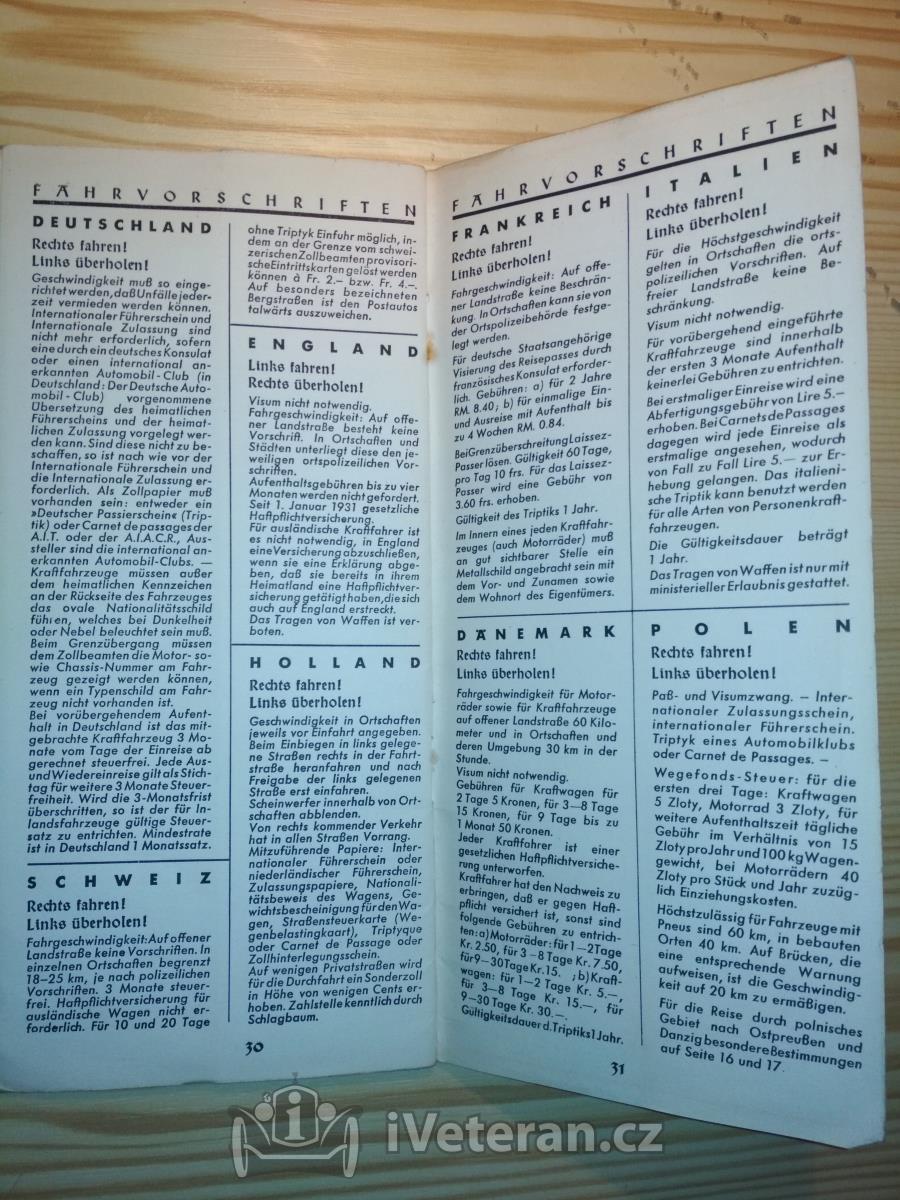 FAHRVORSCHRIFTEN
DEUTSCHLAND
Rechts fahren!
Links überholen!
Geschwindigkeit muß so einge-
richtet werden, daß Unfälle jeder-
zeit vermieden werden können.
Internationaler Führerschein und
Internationale Zulassung sind
nicht mehr erforderlich, sofern
eine durch ein deutsches Konsulat
oder einen international an-
erkannten Automobil-Club (in
Deutschland: Der Deutsche Auto-
mobil-Club) vorgenommene
Übersetzung des heimatlichen
Führerscheins und der heimat-
lichen Zulassung vorgelegt wer-
den kann. Sind diese nicht zu be-
schaffen, so ist nach wie vor der
Internationale Führerschein und
die Internationale Zulassung er-
forderlich. Als Zollpapier muß
vorhanden sein: entweder ein
»Deutscher Passierschein« (Trip-
tik) oder Carnet de passages der
A.I.T. oder der A.I.A.C.R., Aus-
steller sind die international an-
erkannten Automobil-Clubs. —
Kraftfahrzeuge müssen außer
dem heimatlichen Kennzeichen
an der Rückseite des Fahrzeuges
das ovale Nationalitätsschild
führen, welches bei Dunkelheit
oder Nebel beleuchtet sein muß.
Beim Grenzübergang müssen
dem Zollbeamten die Motor- so-
wie Chassis-Nummer am Fahr-
zeug gezeigt werden können,
wenn ein Typenschild am Fahr-
zeug nicht vorhanden ist.
Bei vorübergehendem Aufent-
halt in Deutschland ist das mit-
gebrachte Kraftfahrzeug 3 Mo-
nate vom Tage der Einreise ab
gerechnet steuerfrei. Jede Aus-
und Wiedereinreise gilt als Stich-
tag für weitere 3 Monate Steuer-
freiheit. Wird die 3-Monatsfrist
überschritten, so ist der für In-
landsfahrzeuge gültige Steuer-
satz zu entrichten. Mindestrate
ist in Deutschland 1 Monatssatz.
SCHWEIZ
Rechts fahren!
Links überholen!
Fahrgeschwindigkeit: Auf offener
Landstraße keine Vorschriften. In
einzelnen Ortschaften begrenzt
18–25 km, je nach polizeilichen
Vorschriften. 3 Monate steuer-
frei. Haftpflichtversicherung für
ausländische Wagen nicht er-
forderlich. Für 10 und 20 Tage
ohne Triptyk Einfuhr möglich, in-
dem an der Grenze vom schwei-
zerischen Zollbeamten provisori-
sche Eintrittskarten gelöst werden
können à Fr. 2.– bzw. Fr. 4.–.
Auf besonders bezeichneten
Bergstraßen ist den Postautos
talwärts auszuweichen.
ENGLAND
Links fahren!
Rechts überholen!
Visum nicht notwendig.
Fahrgeschwindigkeit: Auf offe-
ner Landstraße besteht keine
Vorschrift. In Ortschaften und
Städten unterliegt diese den je-
weiligen ortspolizeilichen Vor-
schriften.
Aufenthaltsgebühren bis zu vier
Monaten werden nicht gefordert.
Seit 1. Januar 1931 gesetzliche
Haftpflichtversicherung.
Für ausländische Kraftfahrer ist
es nicht notwendig, in England
eine Versicherung abzuschließen,
wenn sie eine Erklärung abge-
ben, daß sie bereits in ihrem
Heimatland eine Haftpflichtver-
sicherung getätigt haben, die sich
auch auf England erstreckt.
Das Tragen von Waffen ist ver-
boten.
HOLLAND
Rechts fahren!
Links überholen!
Geschwindigkeit in Ortschaften
jeweils vor Einfahrt angegeben.
Beim Einbiegen in links gelege-
ne Straßen rechts in der Fahrt-
straße heranfahren und nach
Freigabe der links gelegenen
Straße erst einfahren.
Scheinwerfer innerhalb von Ort-
schaften abblenden.
Von rechts kommender Verkehr
hat in allen Straßen Vorrang.
Mitzuführende Papiere: Inter-
nationaler Führerschein oder
niederländischer Führerschein,
Zulassungspapiere, Nationali-
tätsbeweis des Wagens, Ge-
wichtsbescheinigung für den Wa-
gen, Straßensteuerkarte (We-
genbelastingkaart), Triptyque
oder Carnet de Passage oder
Zollhinterlegungsschein.
Auf wenigen Privatstraßen wird
für die Durchfahrt ein Sonderzoll
in Höhe von wenigen Cents er-
hoben. Zahlstelle kenntlich durch
Schlagbaum.
30
FAHRVORSCHRIFTEN
FRANKREICH
Rechts fahren!
Links überholen!
Fahrgeschwindigkeit: Auf offe-
ner Landstraße keine Beschrän-
kung. In Ortschaften kann sie von
der Ortspolizeibehörde festge-
legt werden.
Für deutsche Staatsangehörige
Visierung des Reisepasses durch
französisches Konsulat erforder-
lich. Gebühren: a) für 2 Jahre
RM. 8.40; b) für einmalige Ein-
und Ausreise mit Aufenthalt bis
zu 4 Wochen RM. 0.84.
Bei Grenzüberschreitung Laissez-
Passer lösen. Gültigkeit 60 Tage,
pro Tag 10 frs. Für das Laissez-
Passer wird eine Gebühr von
3.60 frs. erhoben.
Gültigkeit des Triptiks 1 Jahr.
Im Innern eines jeden Kraftfahr-
zeuges (auch Motorräder) muß
an gut sichtbarer Stelle ein
Metallschild angebracht sein mit
dem Vor- und Zunamen sowie
dem Wohnort des Eigentümers.
DÄNEMARK
Rechts fahren!
Links überholen!
Fahrgeschwindigkeit für Motor-
räder sowie für Kraftfahrzeuge
auf offener Landstraße 60 Kilo-
meter und in Ortschaften und
deren Umgebung 30 km in der
Stunde.
Visum nicht notwendig.
Gebühren für Kraftwagen für
2 Tage 5 Kronen, für 3–8 Tage
15 Kronen, für 9 Tage bis zu
1 Monat 50 Kronen.
Jeder Kraftfahrer ist einer
gesetzlichen Haftpflichtversiche-
rung unterworfen.
Kraftfahrer hat den Nachweis zu
erbringen, daß er gegen Haft-
pflicht versichert ist, sonst sind
folgende Gebühren zu entrich-
ten: a) Motorräder: für 1–2 Tage
Kr. 2.50, für 3–8 Tage Kr. 7.50,
für 9–30 Tage Kr. 15. ; b) Kraft-
wagen: für 1–2 Tage Kr. 5.–,
für 3–8 Tage Kr. 15.–, für
9–30 Tage Kr. 30.–.
Gültigkeitsdauer d. Triptiks 1 Jahr.
ITALIEN
Rechts fahren!
Links überholen!
Für die Höchstgeschwindigkeit
gelten in Ortschaften die orts-
polizeilichen Vorschriften. Auf
freier Landstraße keine Be-
schränkung.
Visum nicht notwendig.
Für vorübergehend eingeführte
Kraftfahrzeuge sind innerhalb
der ersten 3 Monate Aufenthalt
keinerlei Gebühren zu entrichten.
Bei erstmaliger Einreise wird eine
Abfertigungsgebühr von Lire 5.–
erhoben. Bei Carnets de Passages
dagegen wird jede Einreise als
erstmalige angesehen, wodurch
von Fall zu Fall Lire 5.– zur Er-
hebung gelangen. Das italieni-
sche Triptik kann benutzt werden
für alle Arten von Personenkraft-
fahrzeugen.
Die Gültigkeitsdauer beträgt
1 Jahr.
Das Tragen von Waffen ist nur mit
ministerieller Erlaubnis gestattet.
POLEN
Rechts fahren!
Links überholen!
Paß- und Visumzwang. – Inter-
nationaler Zulassungsschein,
internationaler Führerschein.
Triptyk eines Automobilklubs
oder Carnet de Passages. –
Wegefonds-Steuer: für die
ersten drei Tage: Kraftwagen
5 Zloty, Motorrad 3 Zloty, für
weitere Aufenthaltszeit tägliche
Gebühr im Verhältnis von 15
Zloty pro Jahr und 100 kg Wagen-
gewicht, bei Motorrädern 40
Zloty pro Stück und Jahr zuzüg-
lich Einziehungskosten.
Höchstzulässig für Fahrzeuge mit
Pneus sind 60 km, in bebauten
Orten 40 km. Auf Brücken, die
eine entsprechende Warnung
aufweisen, ist die Geschwindig-
keit auf 20 km zu ermäßigen.
Für die Reise durch polnisches
Gebiet nach Ostpreußen und
Danzig besondere Bestimmungen
auf Seite 16 und 17.
31
iVeteran.cz